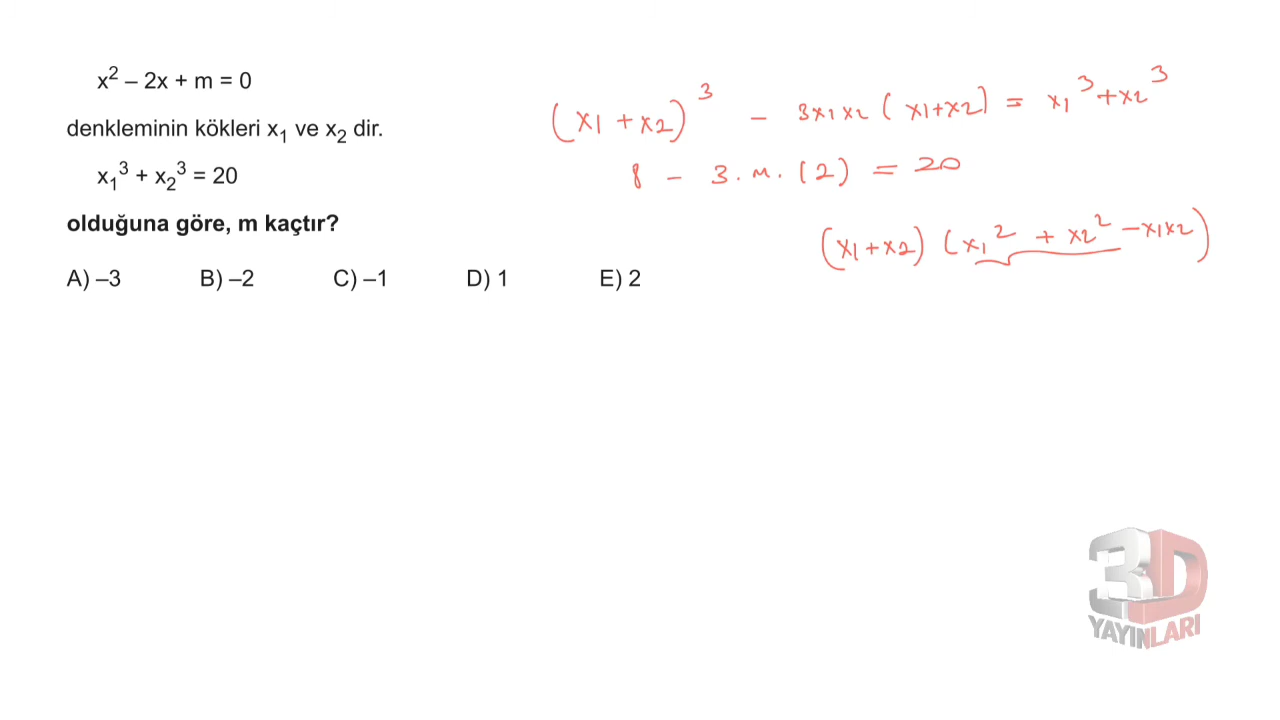 x² – 2x + m = 0
denkleminin kökleri x₁ ve x₂ dir.
x₁³ + x₂³ = 20
olduğuna göre, m kaçtır?
A) –3 B) –2 C) –1 D) 1 E) 2
(x1 + x2)³ – 3x1x2 (x1+x2) = x1³ + x2³
8 – 3.m.(2) = 20
(x1+x2) (x1² + x2² – x1x2)
3D
YAYINLARI